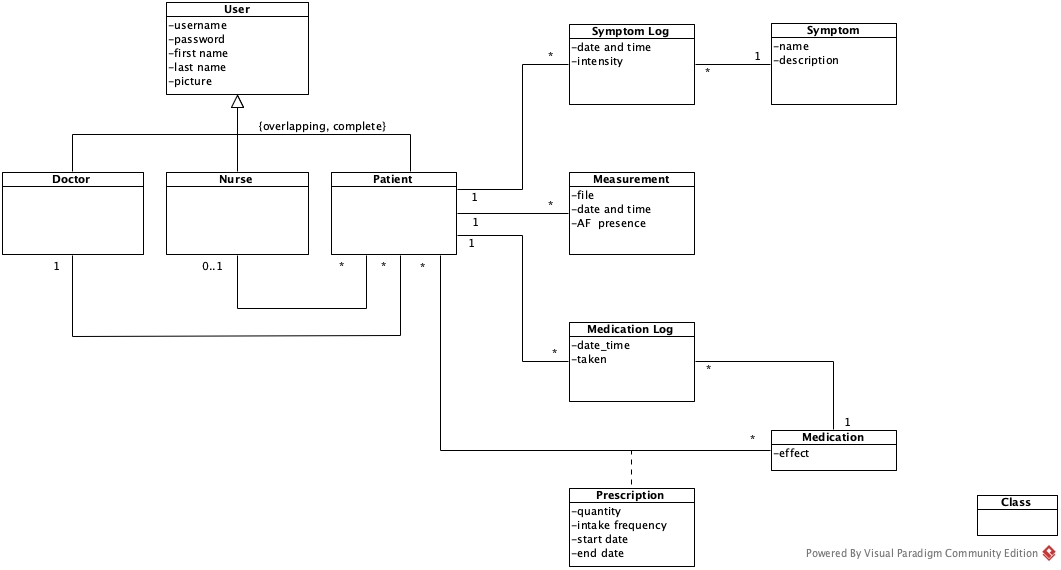 User
-username
-password
-first name
-last name
-picture
{overlapping, complete}
Doctor
Nurse
Patient
1
0..1
*
*
*
1
1
1
*
Symptom Log
-date and time
-intensity
*
1
Symptom
-name
-description
*
Measurement
-file
-date and time
-AF presence
*
Medication Log
-date_time
-taken
*
1
*
Medication
-effect
Prescription
-quantity
-intake frequency
-start date
-end date
Class
Powered By Visual Paradigm Community Edition